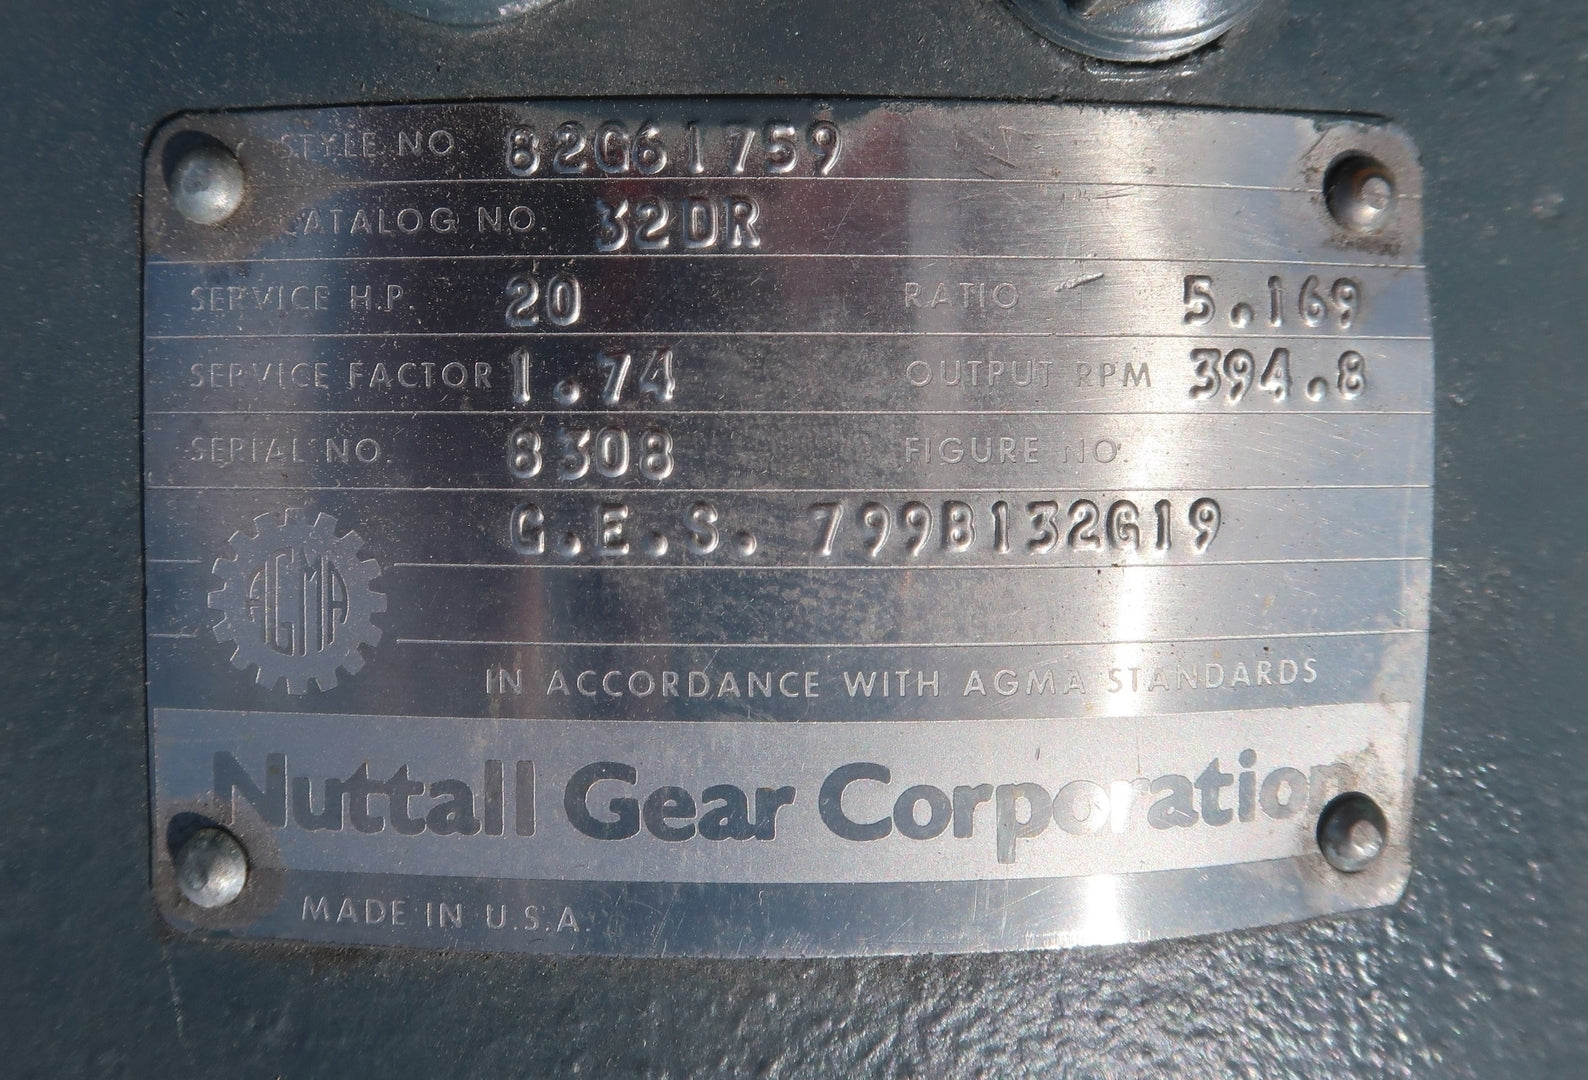 STYLE NO. 82G61759
CATALOG NO. 32DR
SERVICE H.P. 20 RATIO 5.169
SERVICE FACTOR 1.74 OUTPUT RPM 394.8
SERIAL NO. 8308 FIGURE NO.
G.E.S. 799B132G19
AGMA
IN ACCORDANCE WITH AGMA STANDARDS
Nuttall Gear Corporation
MADE IN U.S.A.